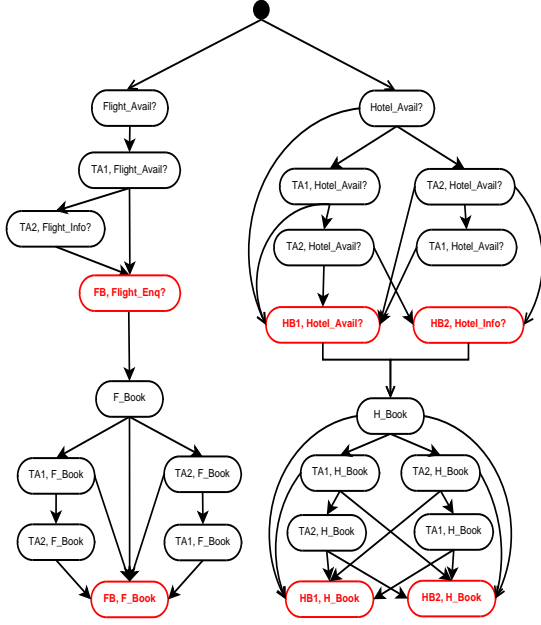 Flight_Avail?
Hotel_Avail?
TA1, Flight_Avail?
TA1, Hotel_Avail?
TA2, Hotel_Avail?
TA2, Flight_Info?
TA2, Hotel_Avail?
TA1, Hotel_Avail?
FB, Flight_Enq?
HB1, Hotel_Avail?
HB2, Hotel_Info?
F_Book
H_Book
TA1, F_Book
TA2, F_Book
TA1, H_Book
TA2, H_Book
TA2, F_Book
TA1, F_Book
TA2, H_Book
TA1, H_Book
FB, F_Book
HB1, H_Book
HB2, H_Book